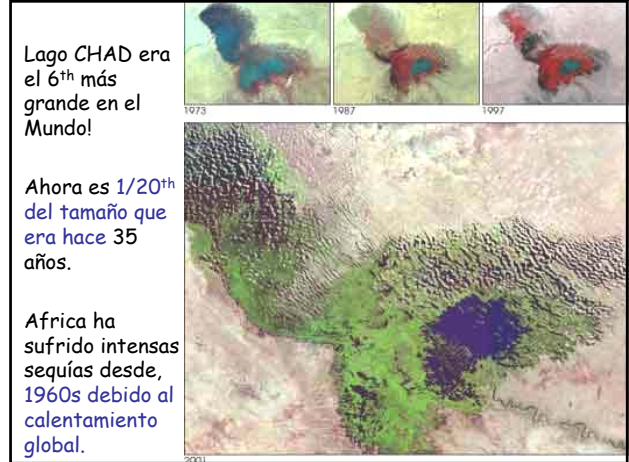 Lago CHAD era
el 6th más
grande en el
Mundo!
Ahora es 1/20th
del tamaño que
era hace 35
años.
Africa ha
sufrido intensas
sequías desde,
1960s debido al
calentamiento
global.
1973
1987
1997
2001